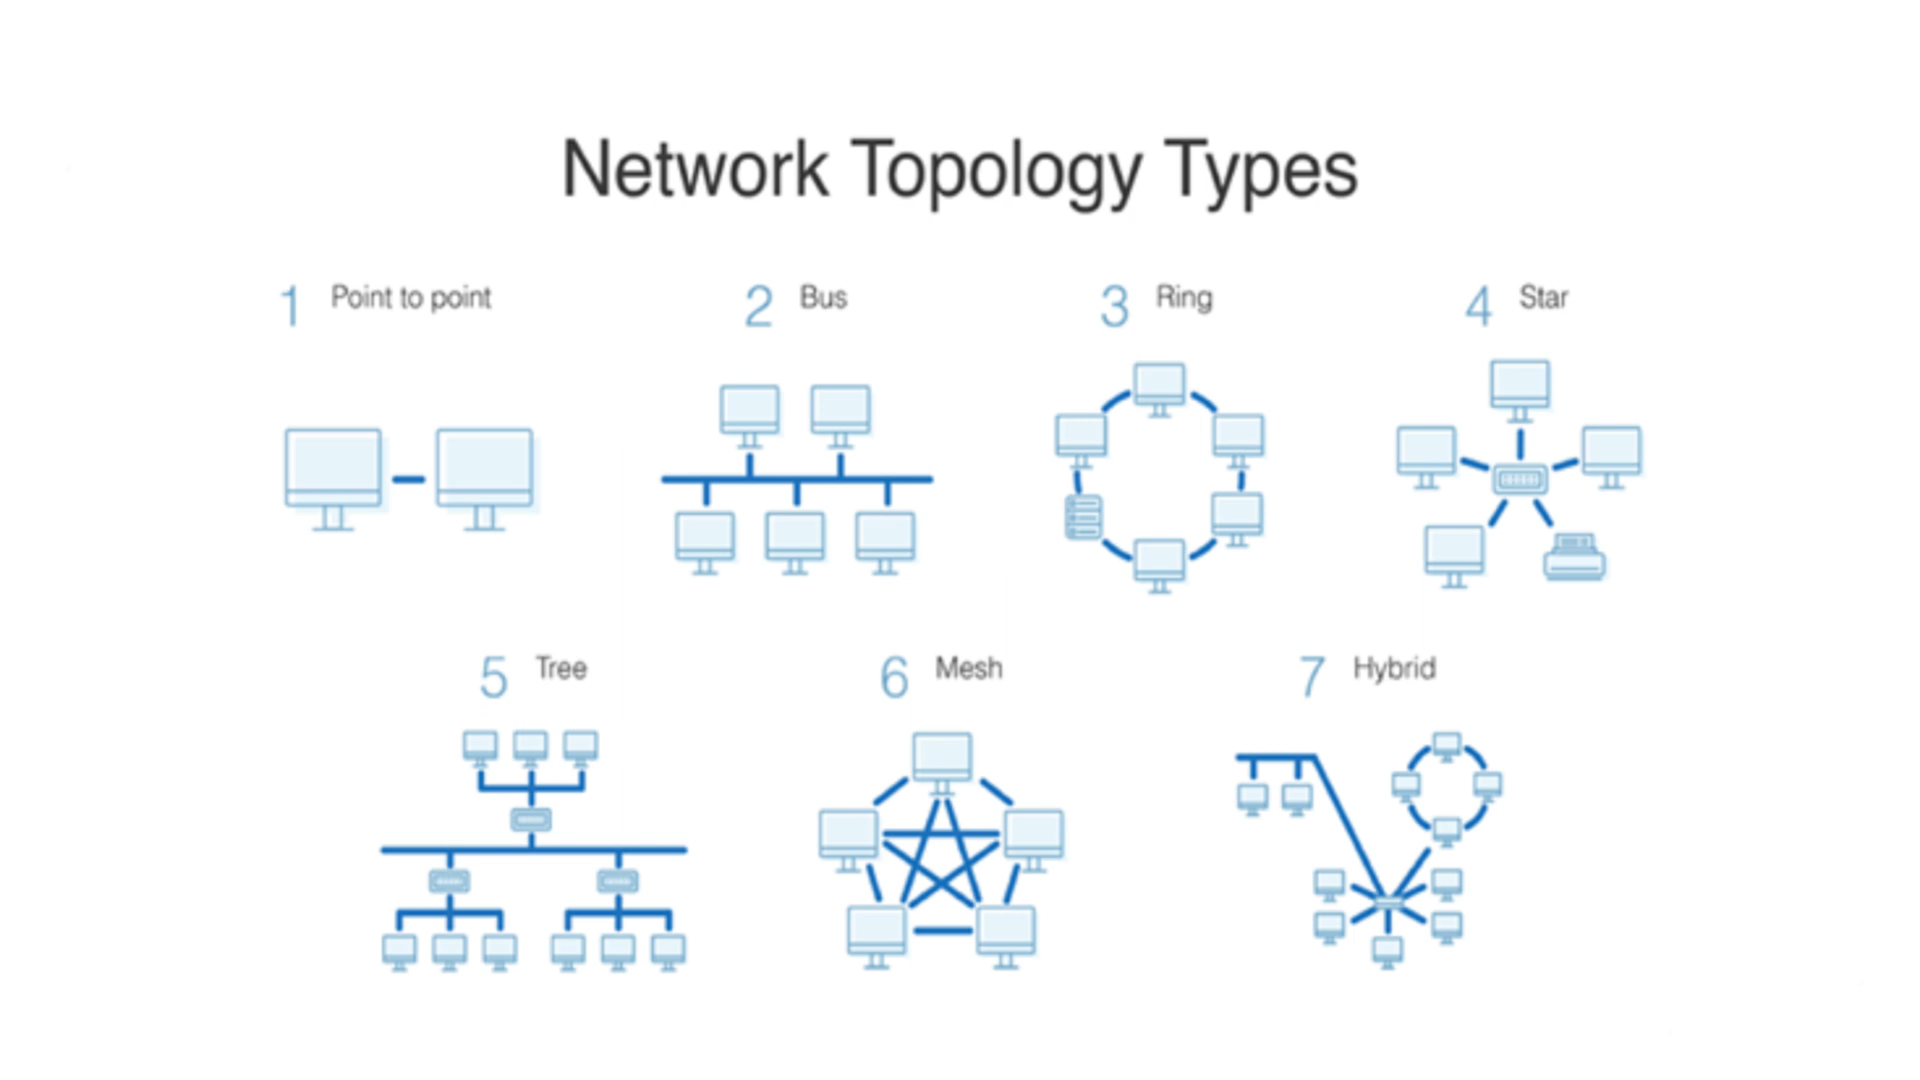 Network Topology Types
1 Point to point
2 Bus
3 Ring
4 Star
5 Tree
6 Mesh
7 Hybrid